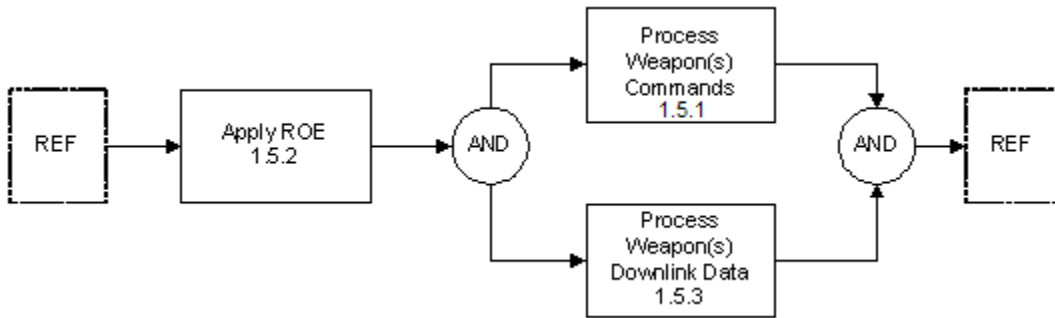 REF
Apply ROE
1.5.2
AND
Process
Weapon(s)
Commands
1.5.1
Process
Weapon(s)
Downlink Data
1.5.3
AND
REF